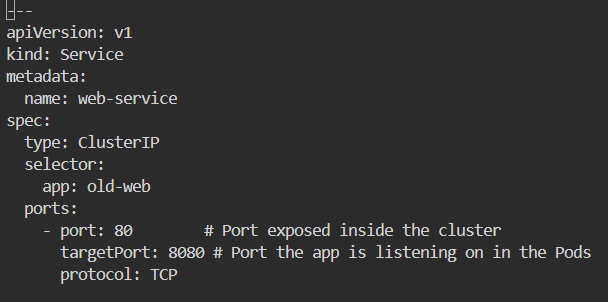 ---
apiVersion: v1
kind: Service
metadata:
  name: web-service
spec:
  type: ClusterIP
  selector:
    app: old-web
  ports:
    - port: 80        # Port exposed inside the cluster
      targetPort: 8080 # Port the app is listening on in the Pods
      protocol: TCP